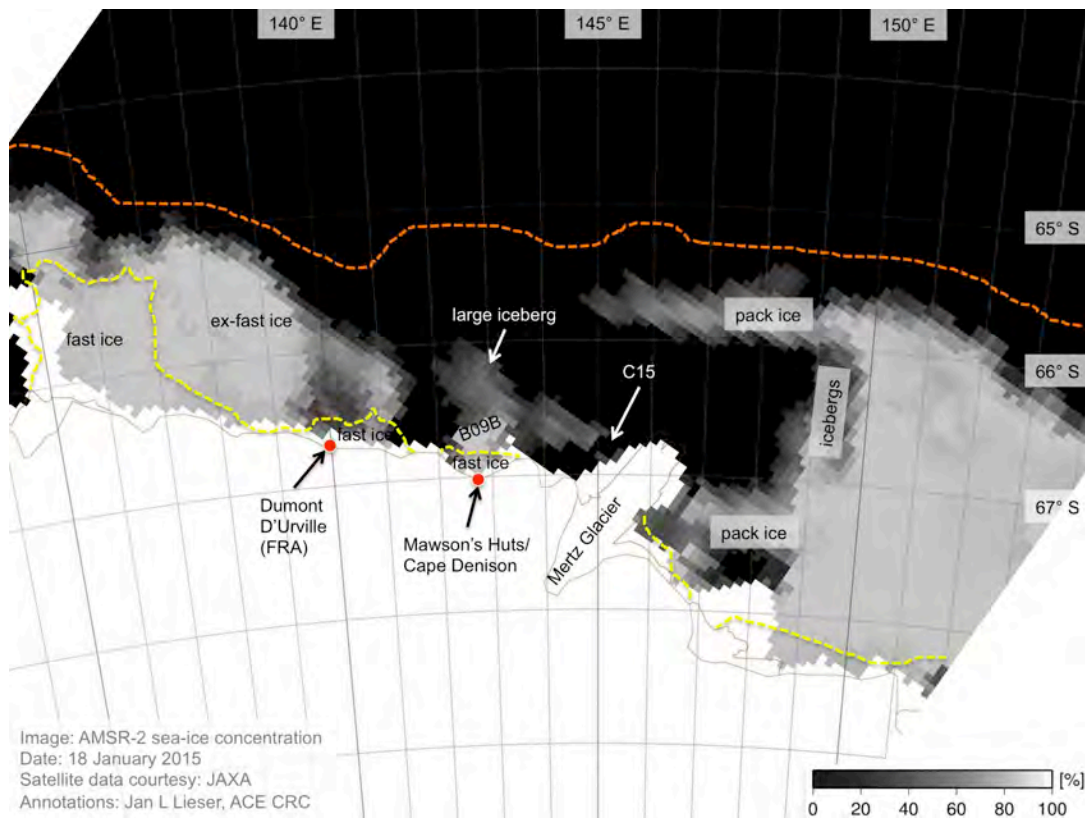 140° E
145° E
150° E
65° S
large iceberg
pack ice
ex-fast ice
fast ice
66° S
C15
icebergs
B09B
fast ice
fast ice
67° S
Dumont
D'Urville
(FRA)
Mawson's Huts/
Cape Denison
Mertz Glacier
pack ice
Image: AMSR-2 sea-ice concentration
Date: 18 January 2015
Satellite data courtesy: JAXA
Annotations: Jan L Lieser, ACE CRC
[%]
0 20 40 60 80 100